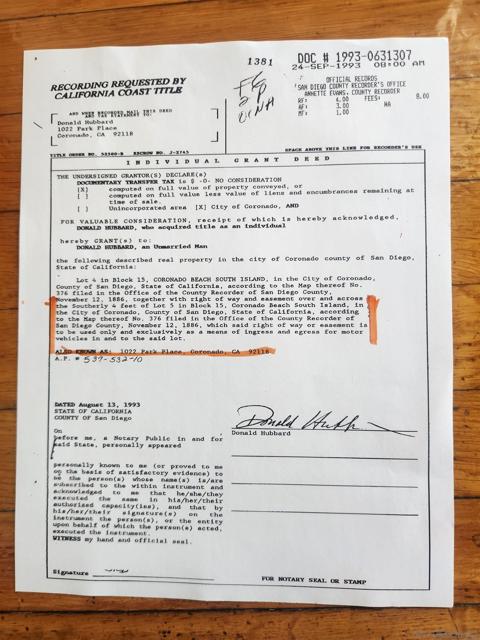 1381
DOC # 1993-0631307
24-SEP-1993 08:00 AM
RECORDING REQUESTED BY
CALIFORNIA COAST TITLE
OFFICIAL RECORDS
SAN DIEGO COUNTY RECORDER'S OFFICE
ANNETTE EVANS, COUNTY RECORDER
RF: 4.00 FEES: 8.00
RF: 3.00 NA
MF: 1.00
THIS DEED
Donald Hubbard
1022 Park Place
Coronado, CA 92118
TITLE ORDER NO. ESCROW NO.
SPACE ABOVE THIS LINE FOR RECORDER'S USE
INDIVIDUAL GRANT DEED
THE UNDERSIGNED GRANTOR(S) DECLARE(s)
DOCUMENTARY TRANSFER TAX is $ -0- NO CONSIDERATION
[X] computed on full value of property conveyed, or
[ ] computed on full value less value of liens and encumbrances remaining at
time of sale.
[ ] Unincorporated area [X] City of Coronado, AND
FOR VALUABLE CONSIDERATION, receipt of which is hereby acknowledged,
DONALD HUBBARD, who acquired title as an individual
hereby GRANT(s) to:
DONALD HUBBARD, an Unmarried Man
the following described real property in the city of Coronado county of San Diego,
State of California:
Lot 4 in Block 15, CORONADO BEACH SOUTH ISLAND, in the City of Coronado,
County of San Diego, State of California, according to the Map thereof No.
376 filed in the Office of the County Recorder of San Diego County,
November 12, 1886, together with right of way and easement over and across
the Southerly 4 feet of Lot 5 in Block 15, Coronado Beach South Island, in
the City of Coronado, County of San Diego, State of California, according
to the Map thereof No. 376 filed in the Office of the County Recorder of
San Diego County, November 12, 1886, which said right of way or easement is
to be used only and exclusively as a means of ingress and egress for motor
vehicles in and to the said lot.
ALSO KNOWN AS: 1022 Park Place, Coronado, CA 92118
A.P. # 537-532-10
DATED August 13, 1993
STATE OF CALIFORNIA
COUNTY OF San Diego
Donald Hubbard
On
before me, a Notary Public in and for
said State, personally appeared
personally known to me (or proved to me
on the basis of satisfactory evidence) to
be the person(s) whose name(s) is/are
subscribed to the within instrument and
acknowledged to me that he/she/they
executed the same in his/her/their
authorized capacity(ies), and that by
his/her/their signature(s) on the
instrument the person(s), or the entity
upon behalf of which the person(s) acted,
executed the instrument.
WITNESS my hand and official seal.
Signature
FOR NOTARY SEAL OR STAMP